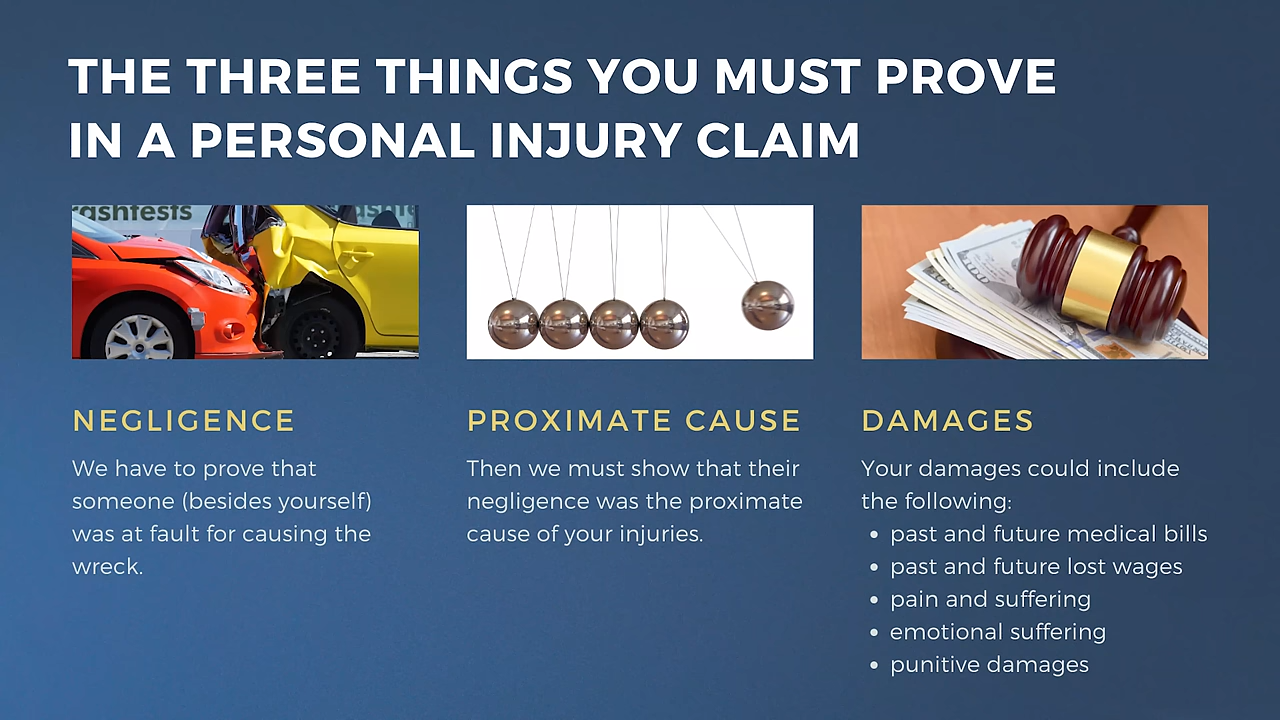 THE THREE THINGS YOU MUST PROVE
IN A PERSONAL INJURY CLAIM
NEGLIGENCE
We have to prove that
someone (besides yourself)
was at fault for causing the
wreck.
PROXIMATE CAUSE
Then we must show that their
negligence was the proximate
cause of your injuries.
DAMAGES
Your damages could include
the following:
• past and future medical bills
• past and future lost wages
• pain and suffering
• emotional suffering
• punitive damages